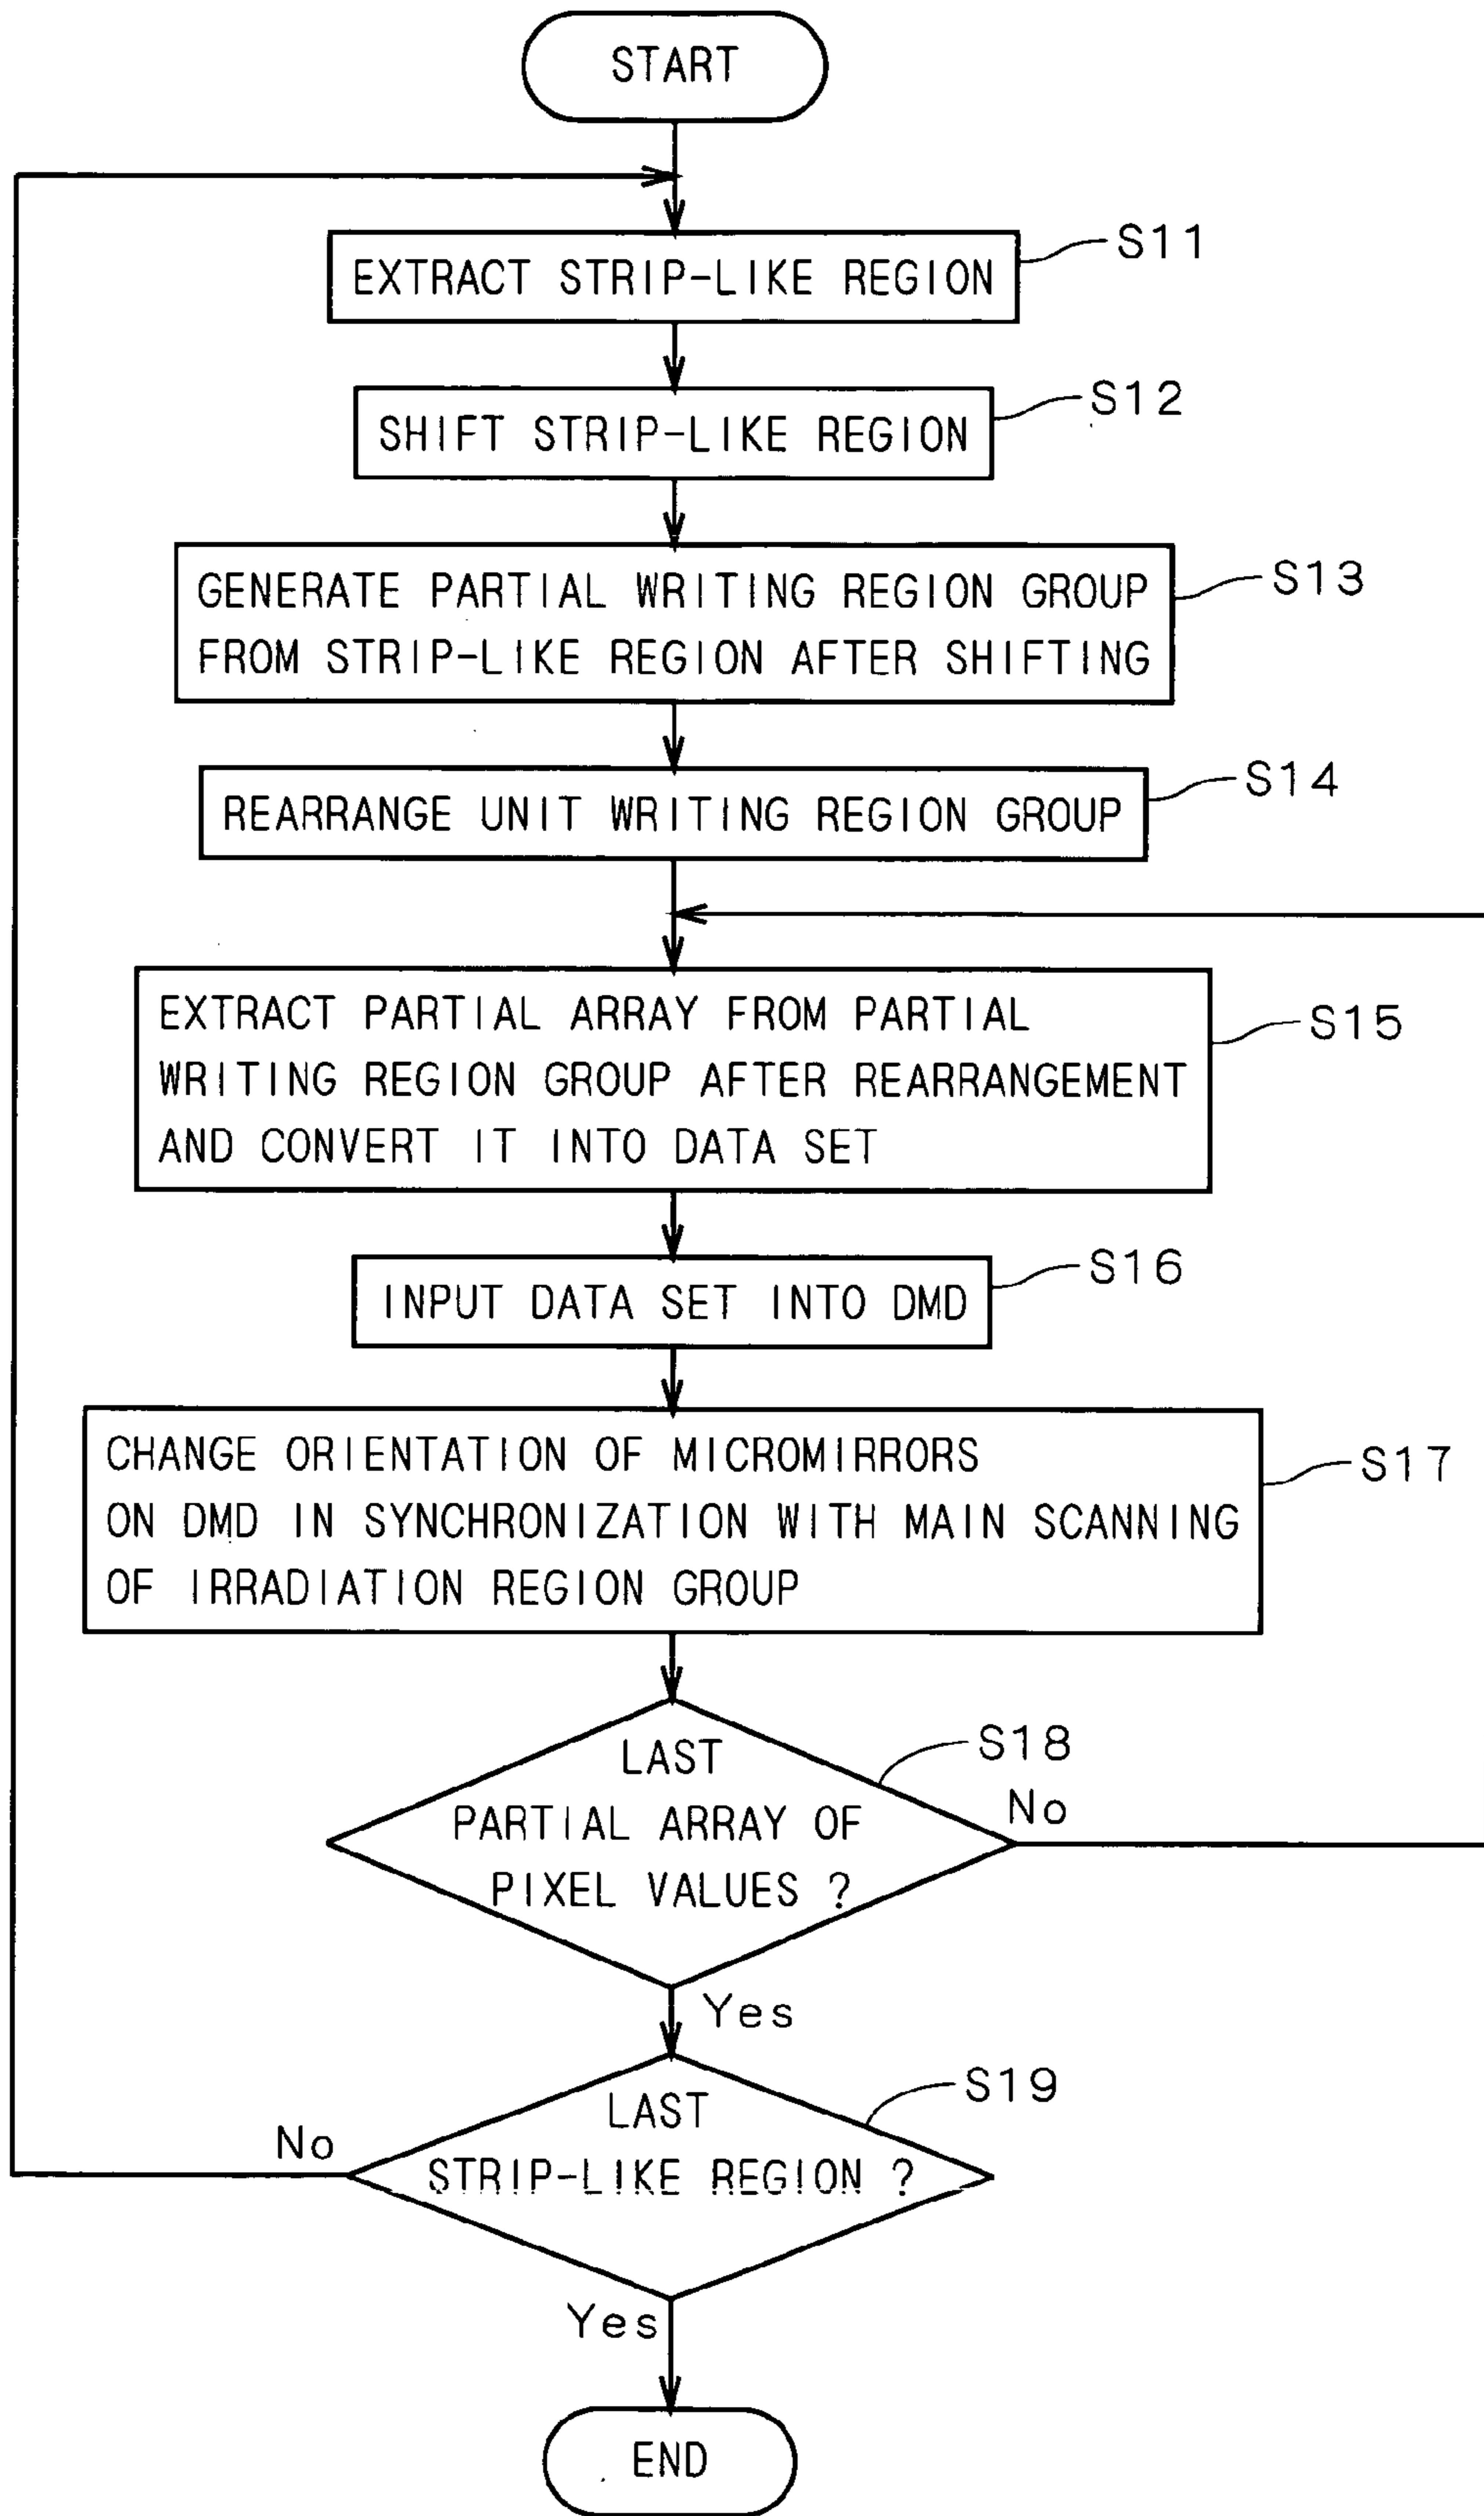 START
EXTRACT STRIP-LIKE REGION
S11
SHIFT STRIP-LIKE REGION
S12
GENERATE PARTIAL WRITING REGION GROUP
FROM STRIP-LIKE REGION AFTER SHIFTING
S13
REARRANGE UNIT WRITING REGION GROUP
S14
EXTRACT PARTIAL ARRAY FROM PARTIAL
WRITING REGION GROUP AFTER REARRANGEMENT
AND CONVERT IT INTO DATA SET
S15
INPUT DATA SET INTO DMD
S16
CHANGE ORIENTATION OF MICROMIRRORS
ON DMD IN SYNCHRONIZATION WITH MAIN SCANNING
OF IRRADIATION REGION GROUP
S17
LAST
PARTIAL ARRAY OF
PIXEL VALUES ?
S18
No
Yes
LAST
STRIP-LIKE REGION ?
S19
No
Yes
END